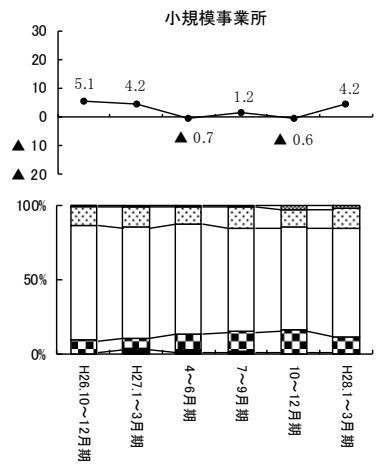 小規模事業所
30
20
10
0
▲ 10
▲ 20
5.1
4.2
▲ 0.7
1.2
▲ 0.6
4.2
100%
50%
0%
H26.10～12月期
H27.1～3月期
4～6月期
7～9月期
10～12月期
H28.1～3月期